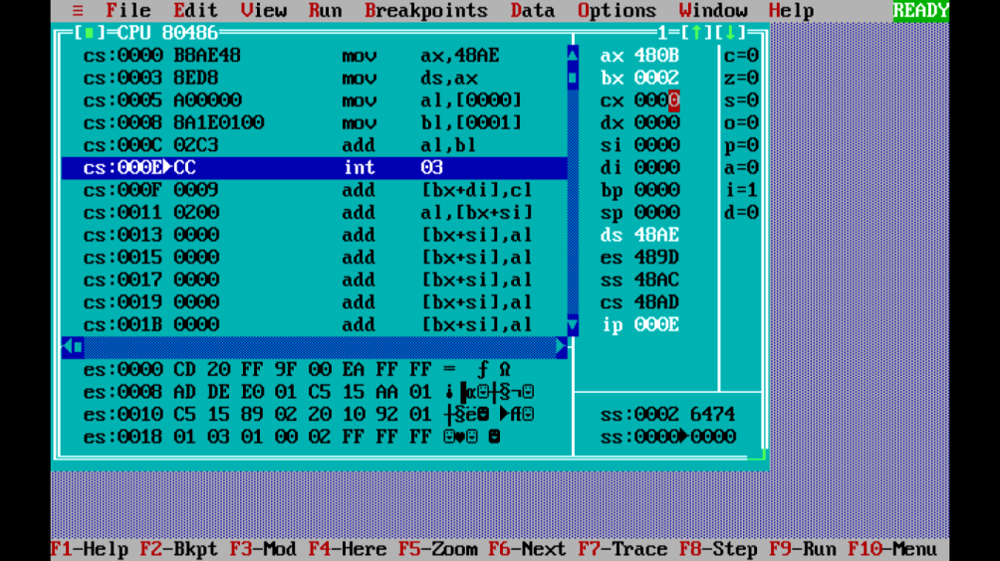 ≡ File Edit View Run Breakpoints Data Options Window Help READY
[■]=CPU 80486 1=[↑][↓]
cs:0000 B8AE48 mov ax,48AE ax 480B c=0
cs:0003 8ED8 mov ds,ax bx 0002 z=0
cs:0005 A00000 mov al,[0000] cx 0000 s=0
cs:0008 8A1E0100 mov bl,[0001] dx 0000 o=0
cs:000C 02C3 add al,bl si 0000 p=0
cs:000E►CC int 03 di 0000 a=0
cs:000F 0009 add [bx+di],cl bp 0000 i=1
cs:0011 0200 add al,[bx+si] sp 0000 d=0
cs:0013 0000 add [bx+si],al ds 48AE
cs:0015 0000 add [bx+si],al es 489D
cs:0017 0000 add [bx+si],al ss 48AC
cs:0019 0000 add [bx+si],al cs 48AD
cs:001B 0000 add [bx+si],al ip 000E
es:0000 CD 20 FF 9F 00 EA FF FF = ƒ Ω
es:0008 AD DE E0 01 C5 15 AA 01 ¡▐α☺┼§¬☺
es:0010 C5 15 89 02 20 10 92 01 ┼§ë☻ ►Æ☺ ss:0002 6474
es:0018 01 03 01 00 02 FF FF FF ☺♥☺ ☻ ss:0000►0000
F1-Help F2-Bkpt F3-Mod F4-Here F5-Zoom F6-Next F7-Trace F8-Step F9-Run F10-Menu